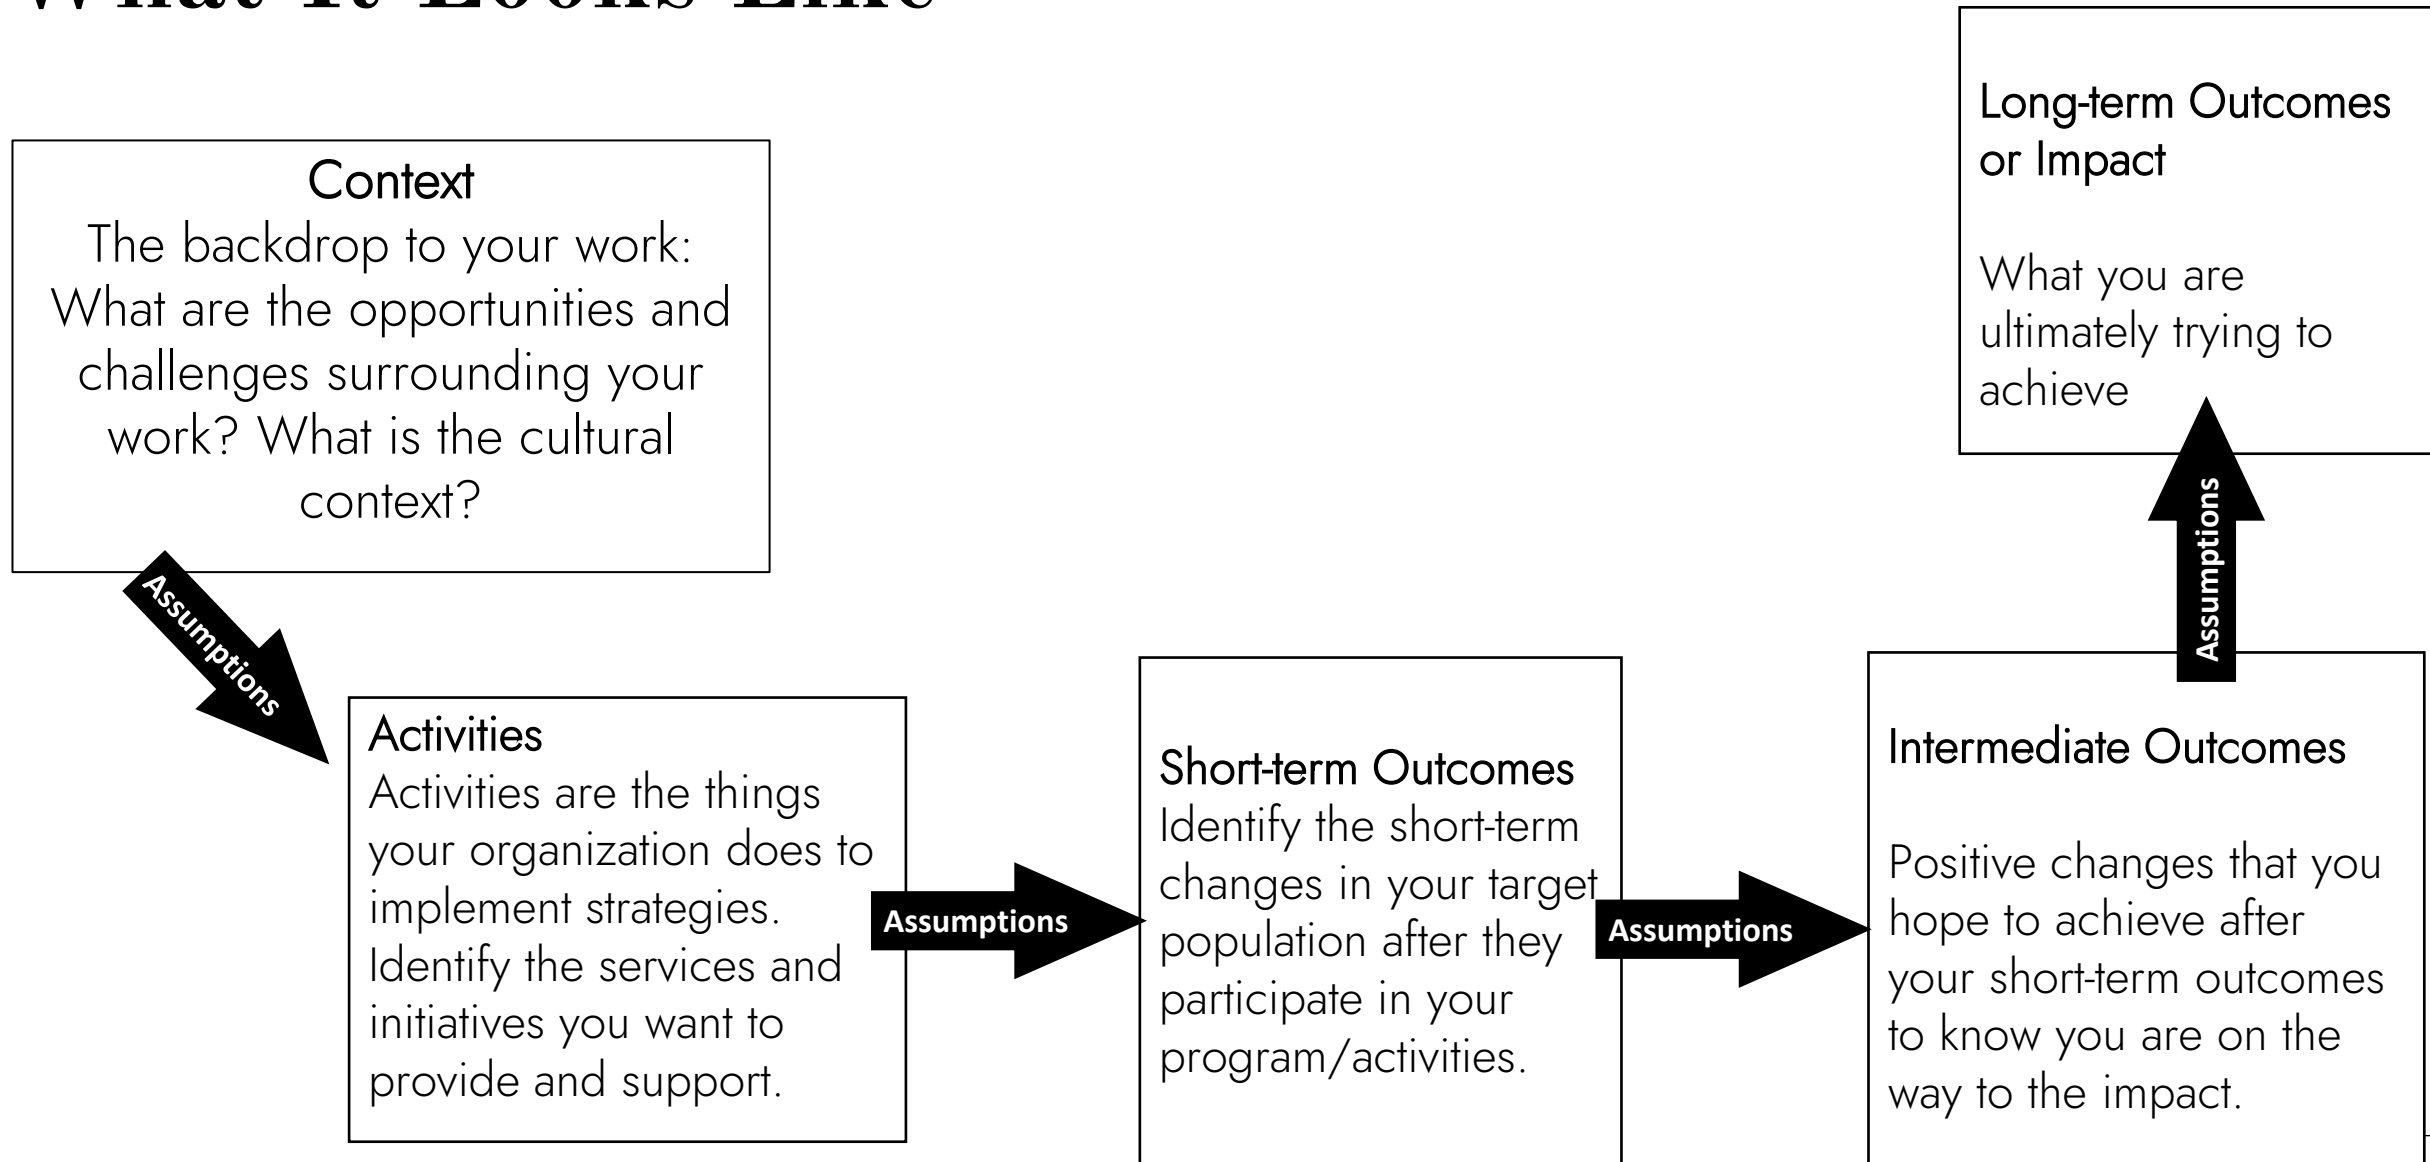 What It Looks Like
Context
The backdrop to your work:
What are the opportunities and
challenges surrounding your
work? What is the cultural
context?
Assumptions
Activities
Activities are the things
your organization does to
implement strategies.
Identify the services and
initiatives you want to
provide and support.
Assumptions
Short-term Outcomes
Identify the short-term
changes in your target
population after they
participate in your
program/activities.
Assumptions
Intermediate Outcomes
Positive changes that you
hope to achieve after
your short-term outcomes
to know you are on the
way to the impact.
Assumptions
Long-term Outcomes
or Impact
What you are
ultimately trying to
achieve